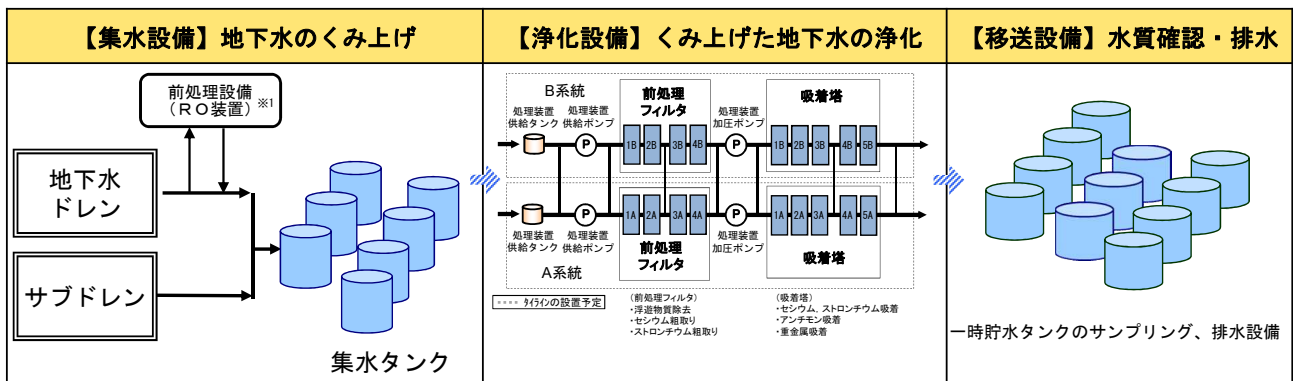 【集水設備】地下水のくみ上げ
前処理設備
（RO装置）※1
地下水
ドレン
サブドレン
集水タンク
【浄化設備】くみ上げた地下水の浄化
B系統
処理装置
供給タンク
処理装置
供給ポンプ
前処理
フィルタ
処理装置
加圧ポンプ
吸着塔
P
1B 2B 3B 4B
P
1B 2B 3B 4B 5B
P
1A 2A 3A 4A
P
1A 2A 3A 4A 5A
処理装置
供給タンク
処理装置
供給ポンプ
前処理
フィルタ
処理装置
加圧ポンプ
吸着塔
A系統
タイラインの設置予定
（前処理フィルタ）
・浮遊物質除去
・セシウム粗取り
・ストロンチウム粗取り
（吸着塔）
・セシウム、ストロンチウム吸着
・アンチモン吸着
・重金属吸着
【移送設備】水質確認・排水
一時貯水タンクのサンプリング、排水設備